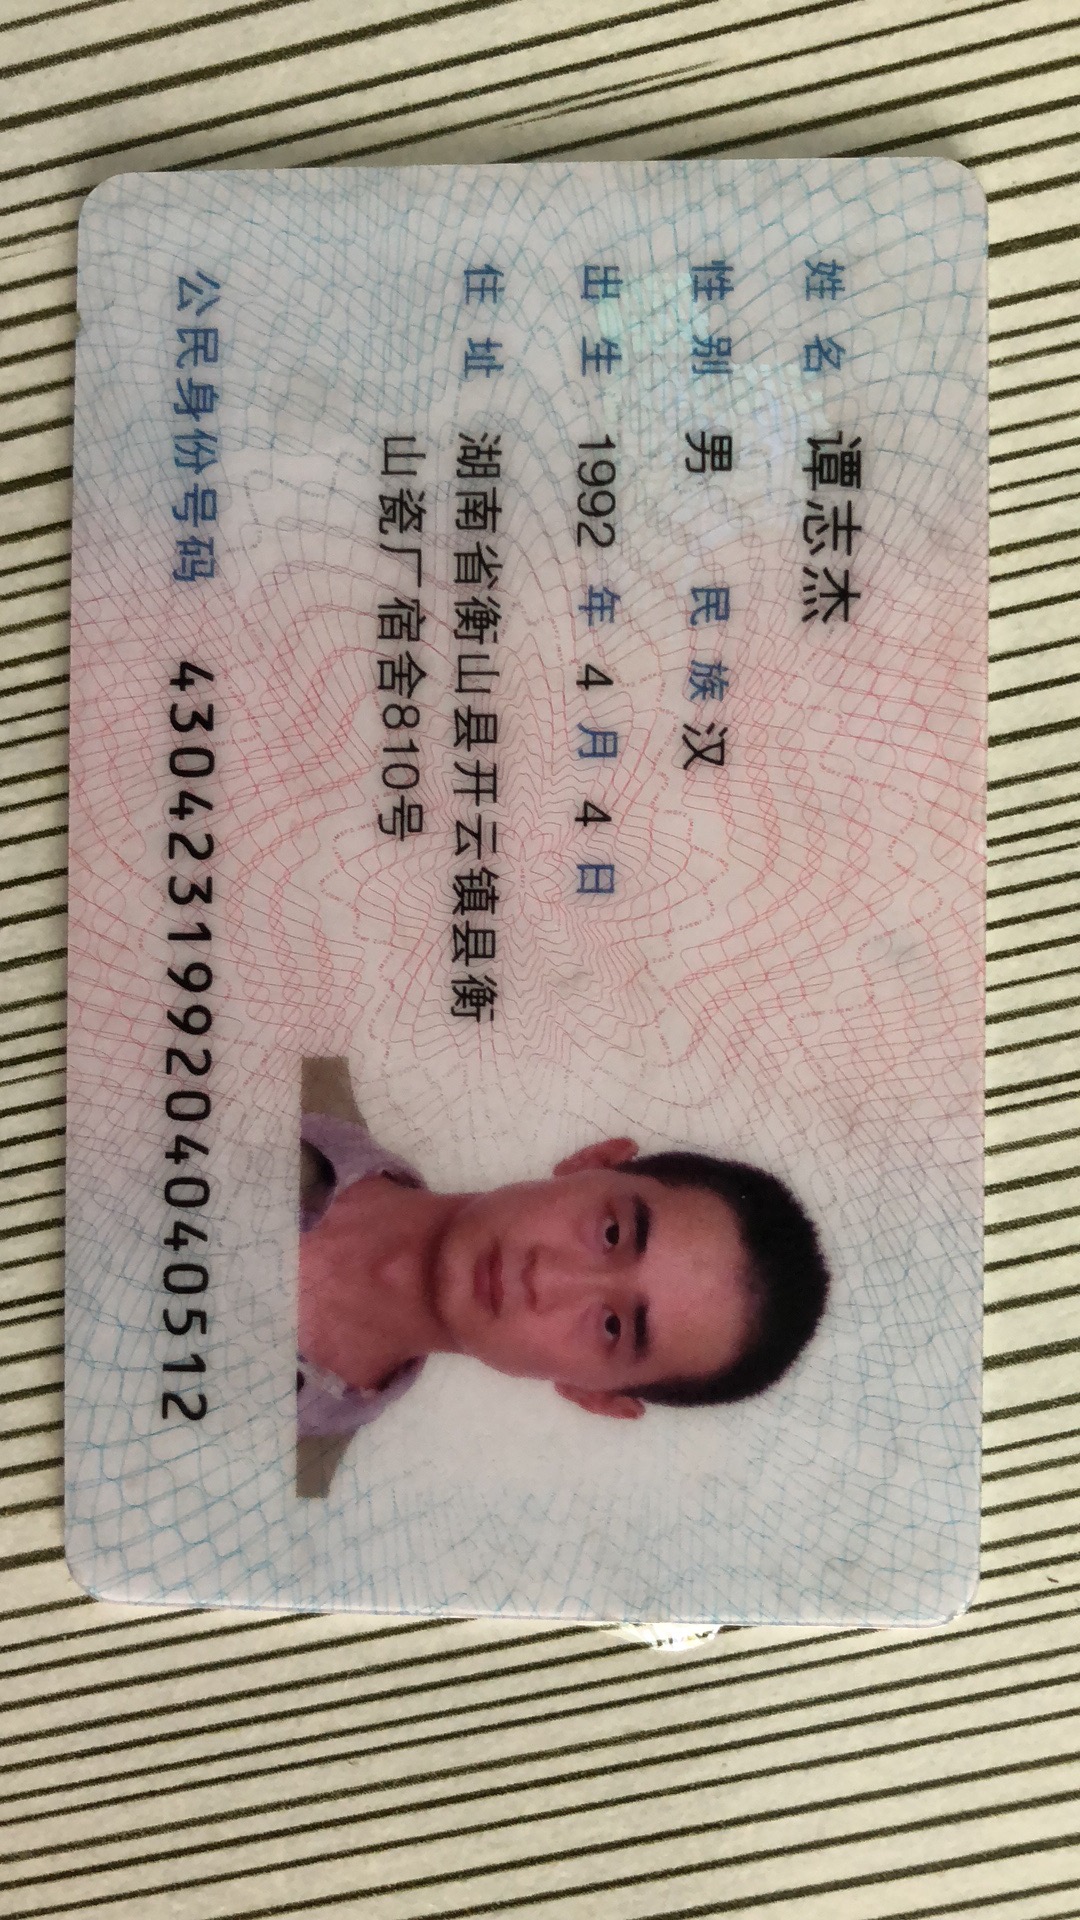 姓名 谭志杰
性别 男 民族 汉
出生 1992 年 4 月 4 日
住址 湖南省衡山县开云镇县衡
山瓷厂宿舍810号
公民身份号码 430423199204040512